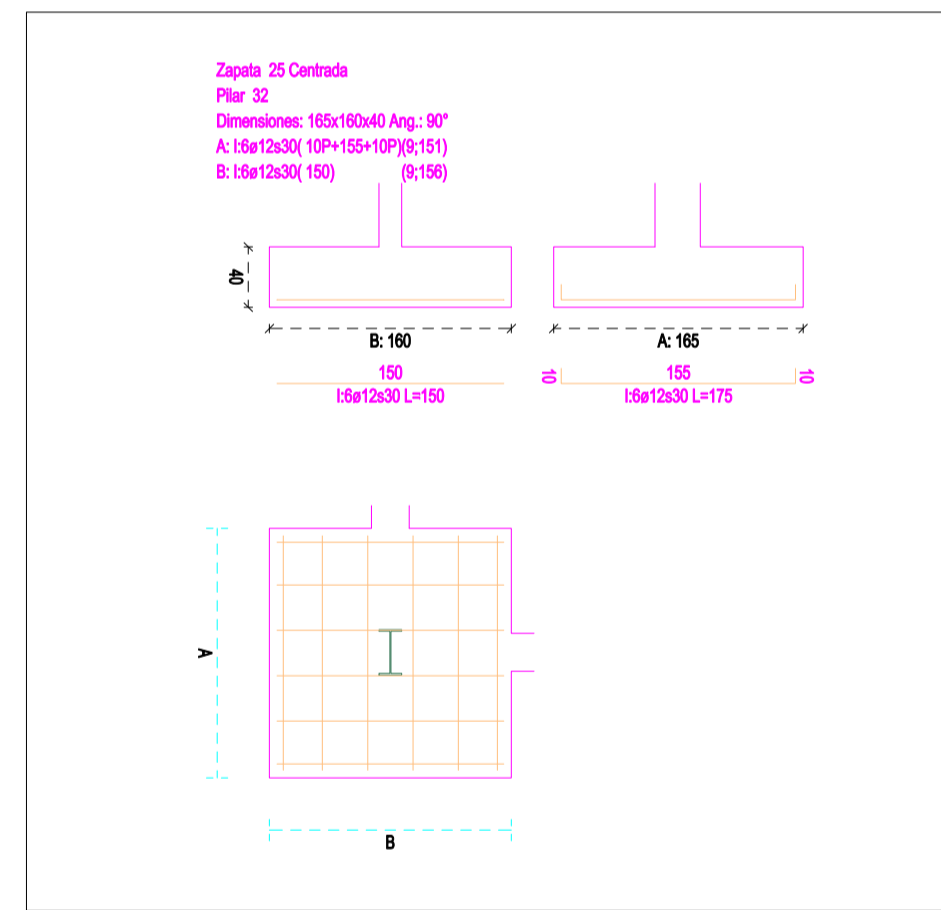 Zapata 25 Centrada
Pilar 32
Dimensiones: 165x160x40 Ang.: 90°
A: I:6ø12s30( 10P+155+10P)(9;151)
B: I:6ø12s30( 150) (9;156)
40
B: 160
A: 165
150
I:6ø12s30 L=150
10
155
10
I:6ø12s30 L=175
A
B